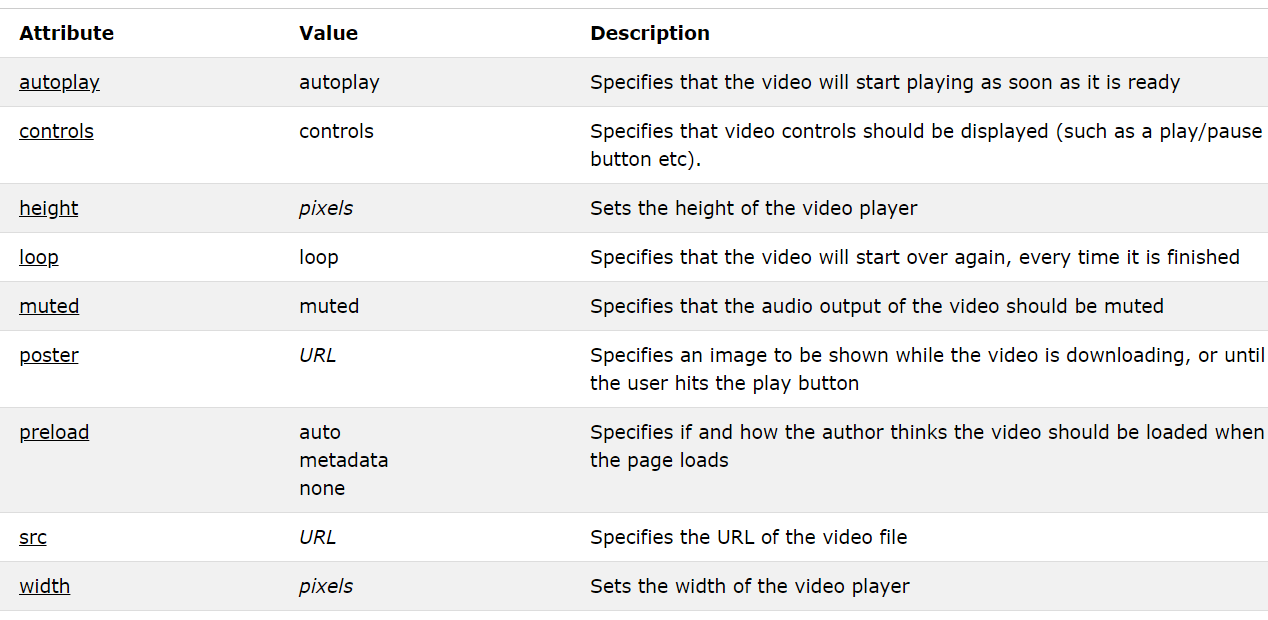 Attribute Value Description
autoplay autoplay Specifies that the video will start playing as soon as it is ready
controls controls Specifies that video controls should be displayed (such as a play/pause
button etc).
height pixels Sets the height of the video player
loop loop Specifies that the video will start over again, every time it is finished
muted muted Specifies that the audio output of the video should be muted
poster URL Specifies an image to be shown while the video is downloading, or until
the user hits the play button
preload auto Specifies if and how the author thinks the video should be loaded when
metadata the page loads
none
src URL Specifies the URL of the video file
width pixels Sets the width of the video player